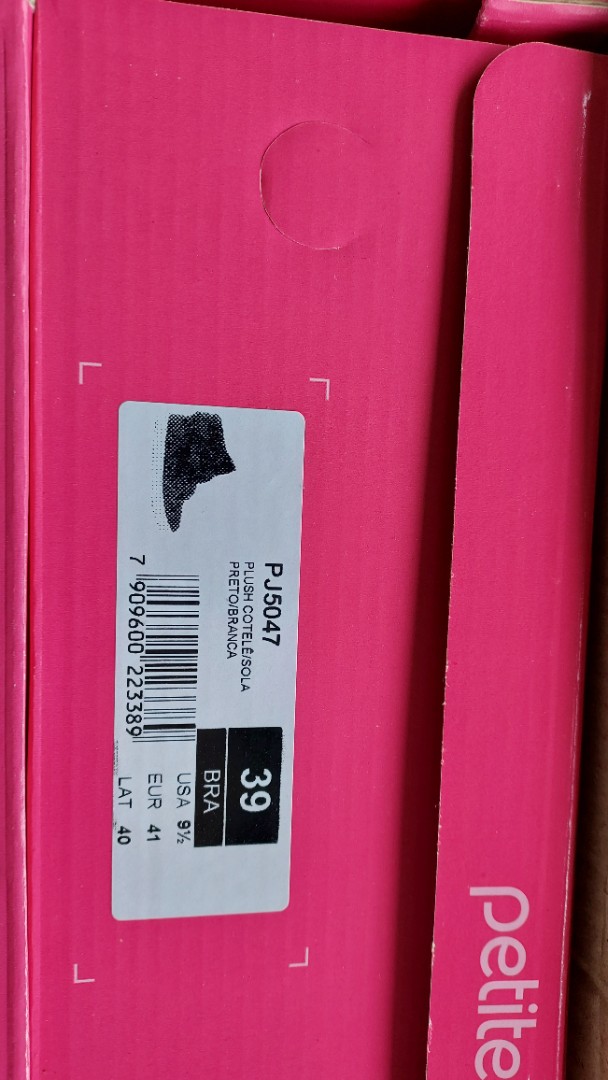 PJ5047
PLUSH COTELÊ/SOLA
PRETO/BRANCA
7 909600 223389
39
BRA
USA 9½
EUR 41
LAT 40
petite